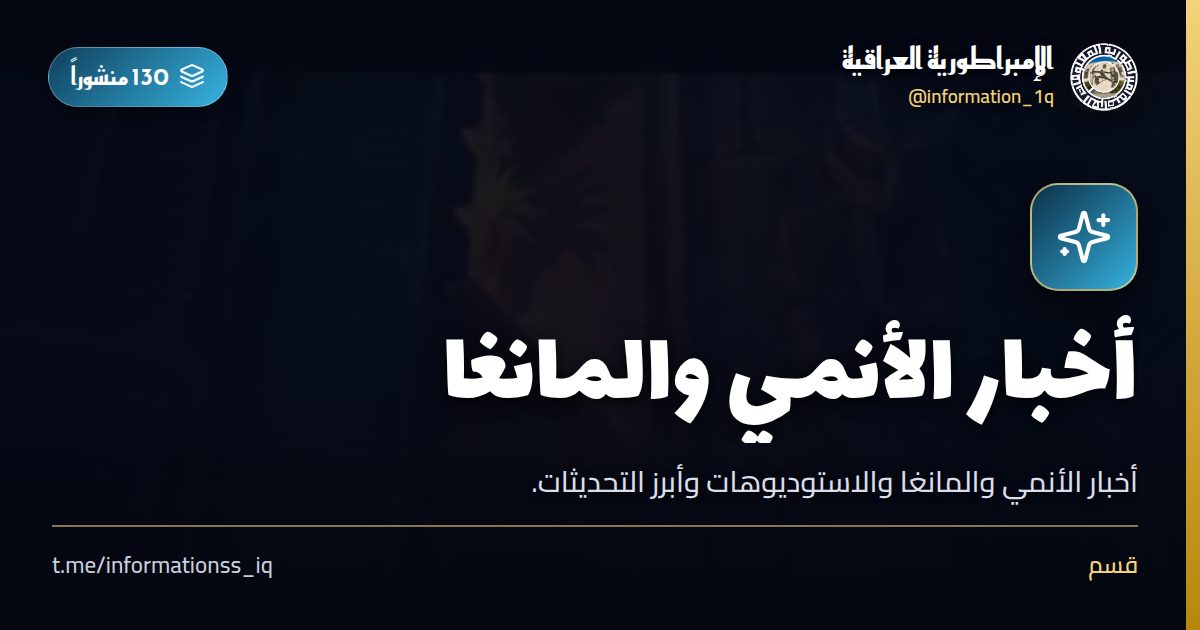 الإمبراطورية العراقية
@information_1q
130 منشوراً
أخبار الأنمي والمانغا
أخبار الأنمي والمانغا والاستوديوهات وأبرز التحديثات.
قسم
t.me/informationss_iq